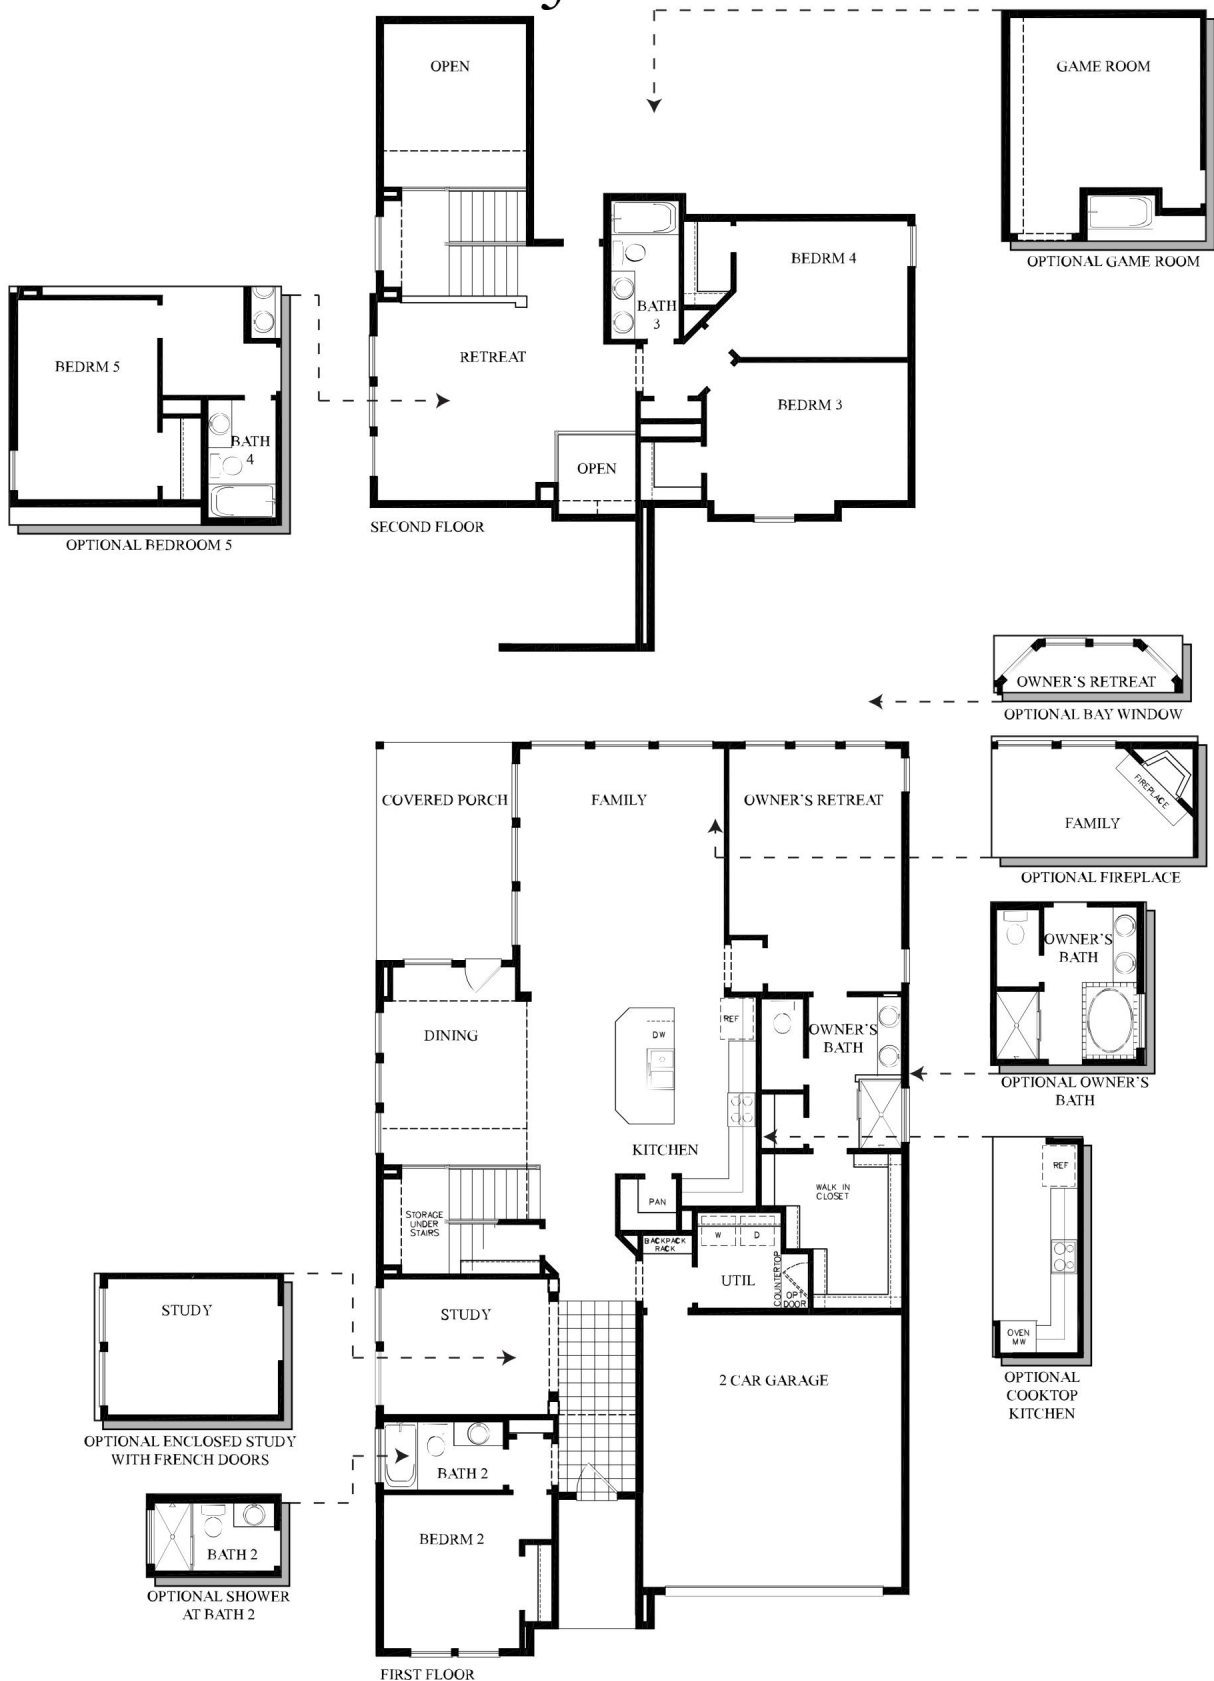 OPEN
GAME ROOM
OPTIONAL GAME ROOM
BEDRM 4
BATH
3
RETREAT
BEDRM 3
OPEN
SECOND FLOOR
BEDRM 5
BATH
4
OPTIONAL BEDROOM 5
OWNER'S RETREAT
OPTIONAL BAY WINDOW
COVERED PORCH
FAMILY
OWNER'S RETREAT
FIREPLACE
FAMILY
OPTIONAL FIREPLACE
OWNER'S
BATH
OPTIONAL OWNER'S
BATH
DINING
DW
REF
OWNER'S
BATH
KITCHEN
PAN
WALK IN
CLOSET
STORAGE
UNDER
STAIRS
BACKPACK
RACK
W
D
UTIL
COUNTERTOP
OPT
DOOR
REF
OVEN
MW
OPTIONAL
COOKTOP
KITCHEN
STUDY
OPTIONAL ENCLOSED STUDY
WITH FRENCH DOORS
STUDY
2 CAR GARAGE
BATH 2
BEDRM 2
BATH 2
OPTIONAL SHOWER
AT BATH 2
FIRST FLOOR